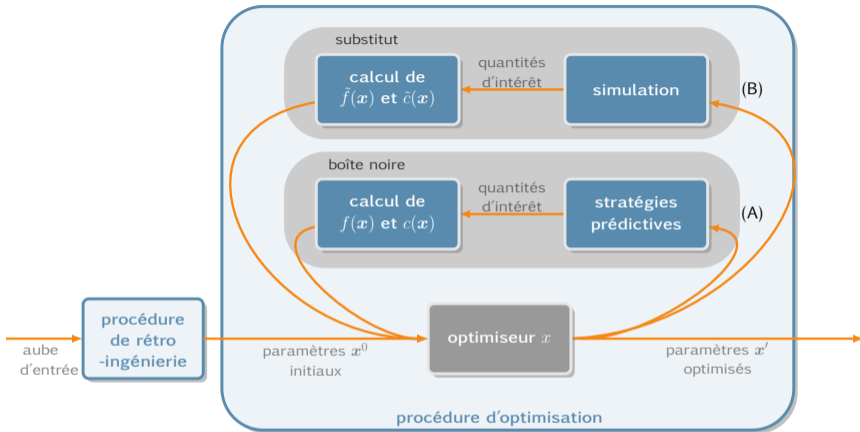 substitut
calcul de
f̃(x) et c̃(x)
quantités
d'intérêt
simulation
(B)
boîte noire
calcul de
f(x) et c(x)
quantités
d'intérêt
stratégies
prédictives
(A)
procédure
de rétro
-ingénierie
aube
d'entrée
paramètres x⁰
initiaux
optimiseur x
paramètres x′
optimisés
procédure d'optimisation